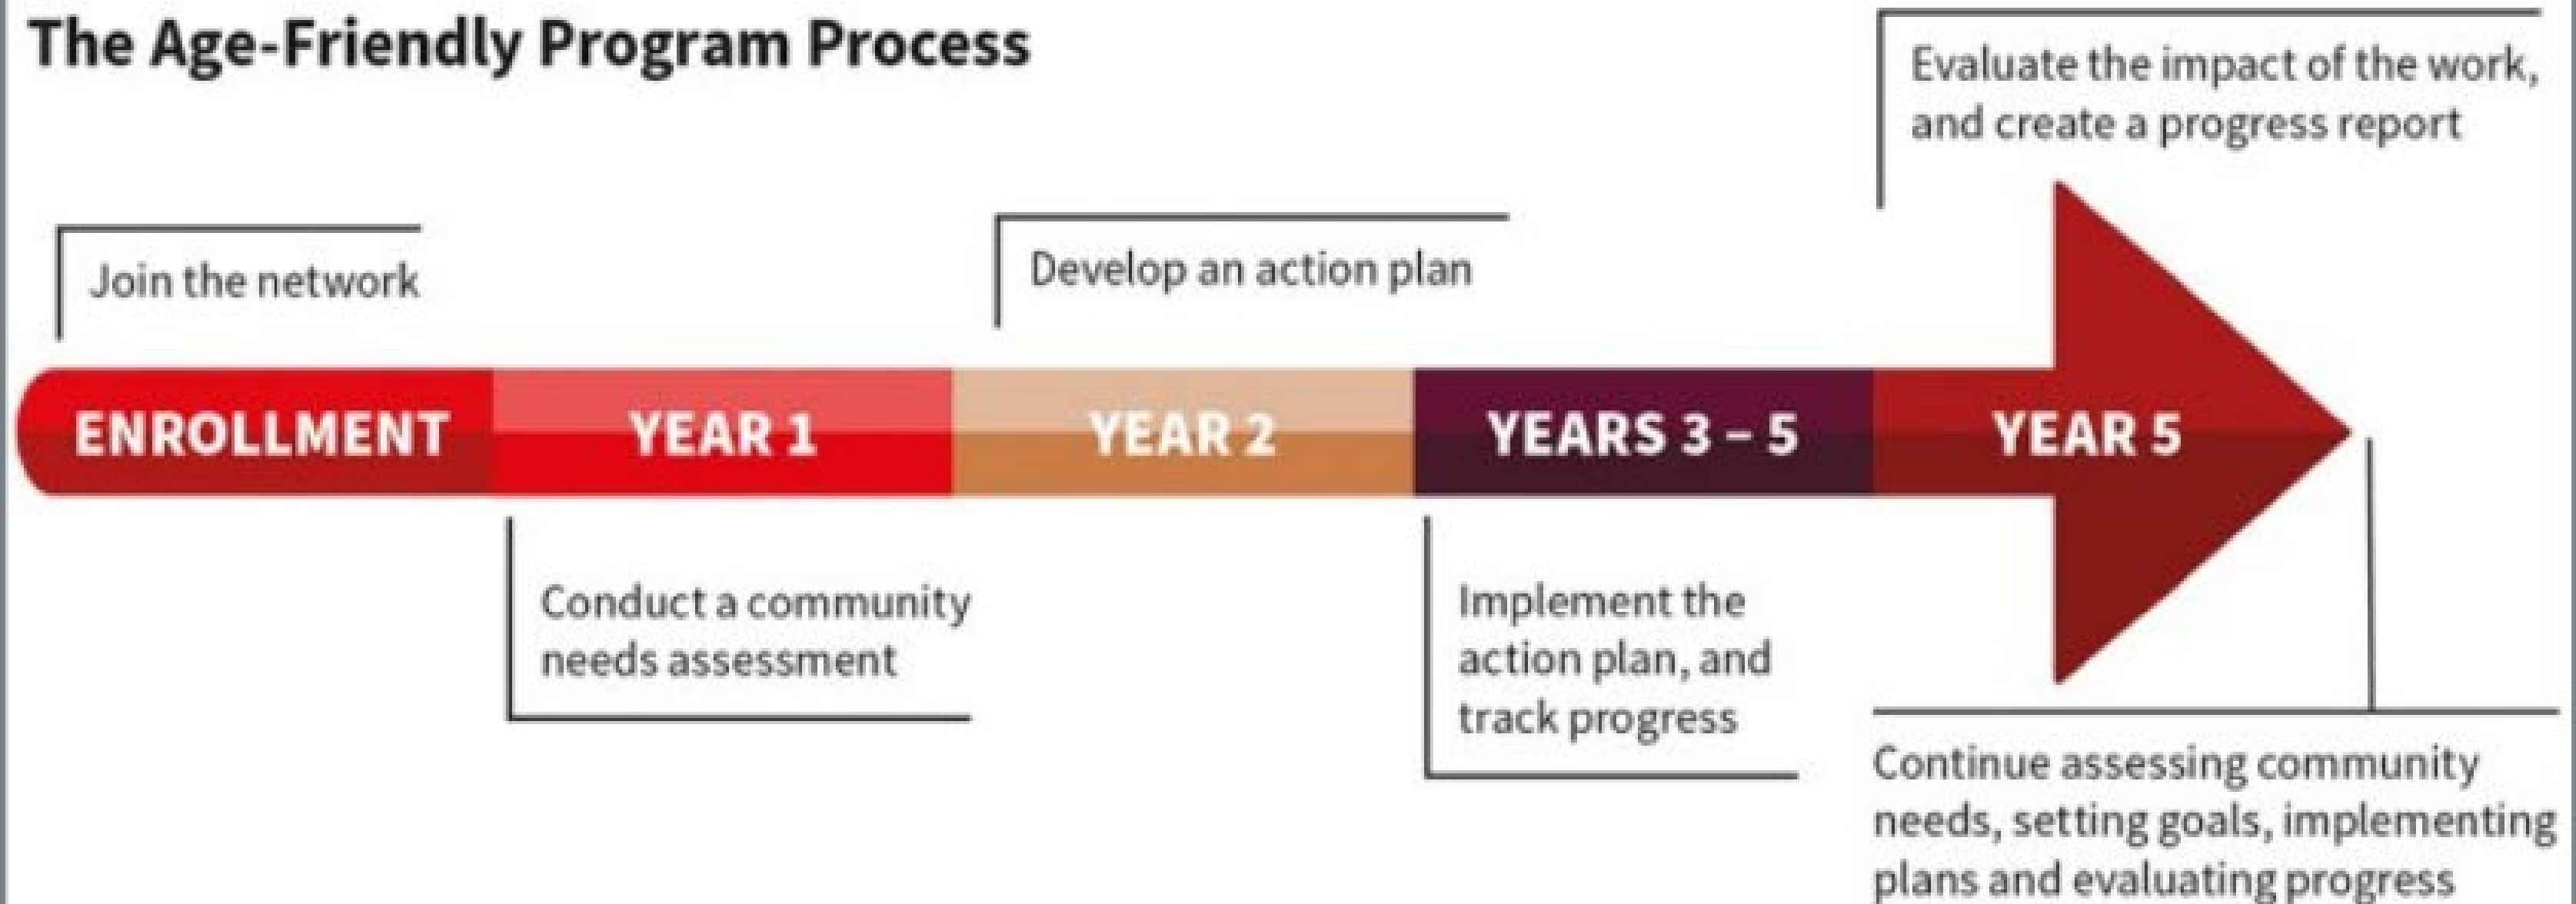 The Age-Friendly Program Process
Join the network
ENROLLMENT
YEAR 1
Conduct a community
needs assessment
Develop an action plan
YEAR 2
YEARS 3 – 5
Implement the
action plan, and
track progress
Evaluate the impact of the work,
and create a progress report
YEAR 5
Continue assessing community
needs, setting goals, implementing
plans and evaluating progress